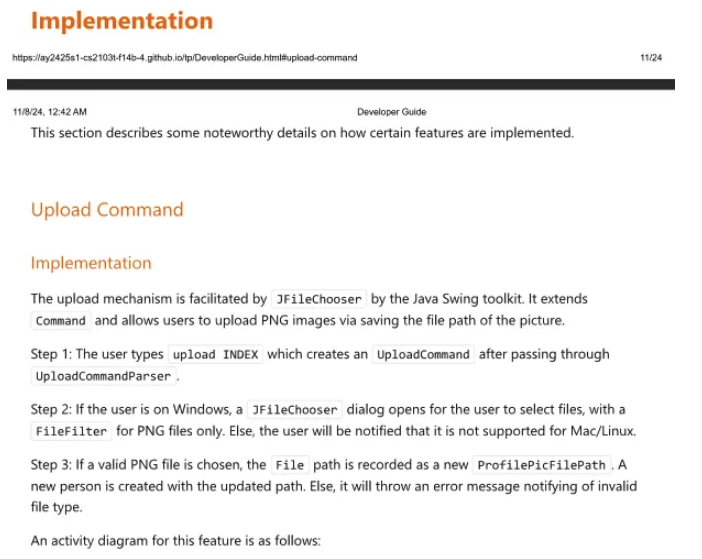 Implementation
https://ay2425s1-cs2103t-f14b-4.github.io/tp/DeveloperGuide.html#upload-command 11/24
11/8/24, 12:42 AM Developer Guide
This section describes some noteworthy details on how certain features are implemented.
Upload Command
Implementation
The upload mechanism is facilitated by JFileChooser by the Java Swing toolkit. It extends
Command and allows users to upload PNG images via saving the file path of the picture.
Step 1: The user types upload INDEX which creates an UploadCommand after passing through
UploadCommandParser .
Step 2: If the user is on Windows, a JFileChooser dialog opens for the user to select files, with a
FileFilter for PNG files only. Else, the user will be notified that it is not supported for Mac/Linux.
Step 3: If a valid PNG file is chosen, the File path is recorded as a new ProfilePicFilePath . A
new person is created with the updated path. Else, it will throw an error message notifying of invalid
file type.
An activity diagram for this feature is as follows: